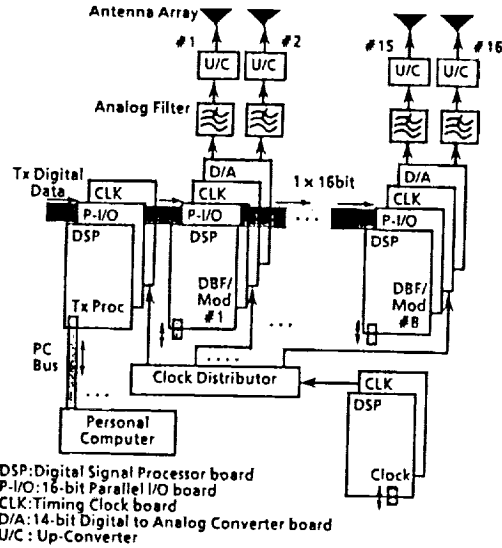 Antenna Array
#1 #2 #15 #16
U/C U/C U/C U/C
Analog Filter
D/A
Tx Digital
Data
CLK CLK 1 x 16bit
P-I/O P-I/O P-I/O
DSP DSP DSP
DBF/
Mod
#1
DBF/
Mod
#8
Tx Proc
PC
Bus
...
....
...
...
Clock Distributor
CLK
DSP
Personal
Computer
Clock
DSP:Digital Signal Processor board
P-I/O:16-bit Parallel I/O board
CLK:Timing Clock board
D/A:14-bit Digital to Analog Converter board
U/C : Up-Converter